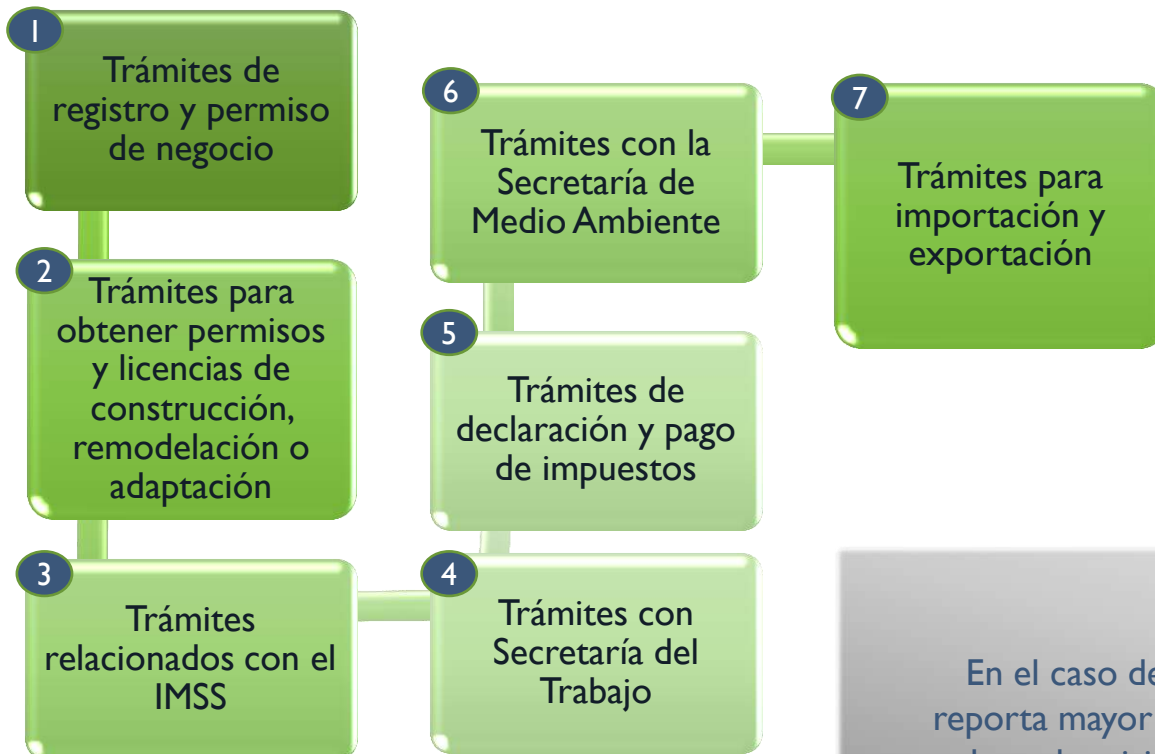 1
Trámites de
registro y permiso
de negocio
2
Trámites para
obtener permisos
y licencias de
construcción,
remodelación o
adaptación
3
Trámites
relacionados con el
IMSS
4
Trámites con
Secretaría del
Trabajo
5
Trámites de
declaración y pago
de impuestos
6
Trámites con la
Secretaría de
Medio Ambiente
7
Trámites para
importación y
exportación
En el caso de
reporta mayor